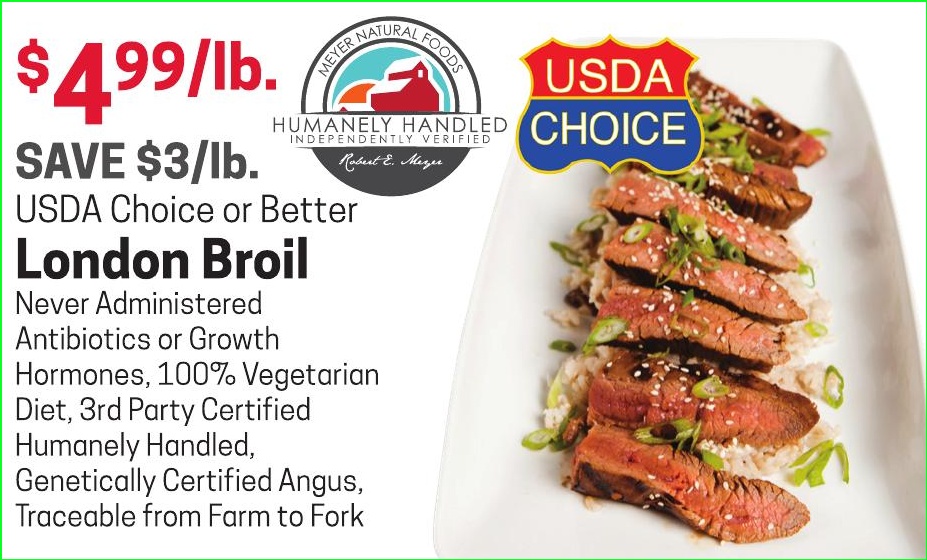 $4.99/lb.
SAVE $3/lb.
USDA Choice or Better
London Broil
Never Administered
Antibiotics or Growth
Hormones, 100% Vegetarian
Diet, 3rd Party Certified
Humanely Handled,
Genetically Certified Angus,
Traceable from Farm to Fork
MEYER NATURAL FOODS
HUMANELY HANDLED
INDEPENDENTLY VERIFIED
Robert E. Meyer
USDA
CHOICE